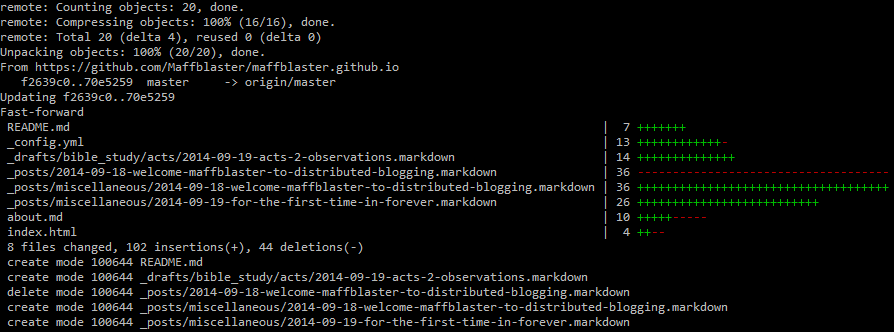 remote: Counting objects: 20, done.
remote: Compressing objects: 100% (16/16), done.
remote: Total 20 (delta 4), reused 0 (delta 0)
Unpacking objects: 100% (20/20), done.
From https://github.com/Maffblaster/maffblaster.github.io
   f2639c0..70e5259  master     -> origin/master
Updating f2639c0..70e5259
Fast-forward
 README.md                                                                          |  7 +++++++
 _config.yml                                                                        | 13 ++++++++++++-
 _drafts/bible_study/acts/2014-09-19-acts-2-observations.markdown                   | 14 ++++++++++++++
 _posts/2014-09-18-welcome-maffblaster-to-distributed-blogging.markdown             | 36 ------------------------------------
 _posts/miscellaneous/2014-09-18-welcome-maffblaster-to-distributed-blogging.markdown | 36 ++++++++++++++++++++++++++++++++++++
 _posts/miscellaneous/2014-09-19-for-the-first-time-in-forever.markdown             | 26 ++++++++++++++++++++++++++
 about.md                                                                           | 10 +++++-----
 index.html                                                                         |  4 ++--
 8 files changed, 102 insertions(+), 44 deletions(-)
 create mode 100644 README.md
 create mode 100644 _drafts/bible_study/acts/2014-09-19-acts-2-observations.markdown
 delete mode 100644 _posts/2014-09-18-welcome-maffblaster-to-distributed-blogging.markdown
 create mode 100644 _posts/miscellaneous/2014-09-18-welcome-maffblaster-to-distributed-blogging.markdown
 create mode 100644 _posts/miscellaneous/2014-09-19-for-the-first-time-in-forever.markdown